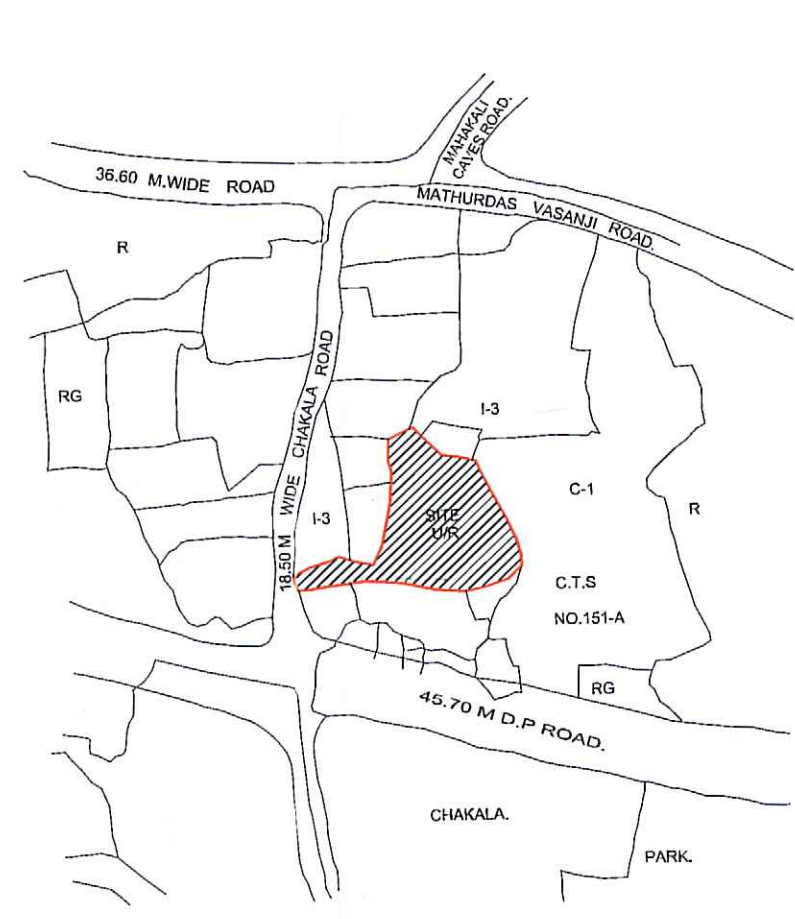 MAHAKALI
CAVES ROAD.
36.60 M.WIDE ROAD
MATHURDAS VASANJI ROAD.
R
RG
18.50 M WIDE CHAKALA ROAD
I-3
I-3
C-1
R
SITE
U/R
C.T.S
NO.151-A
RG
45.70 M D.P ROAD.
CHAKALA.
PARK.